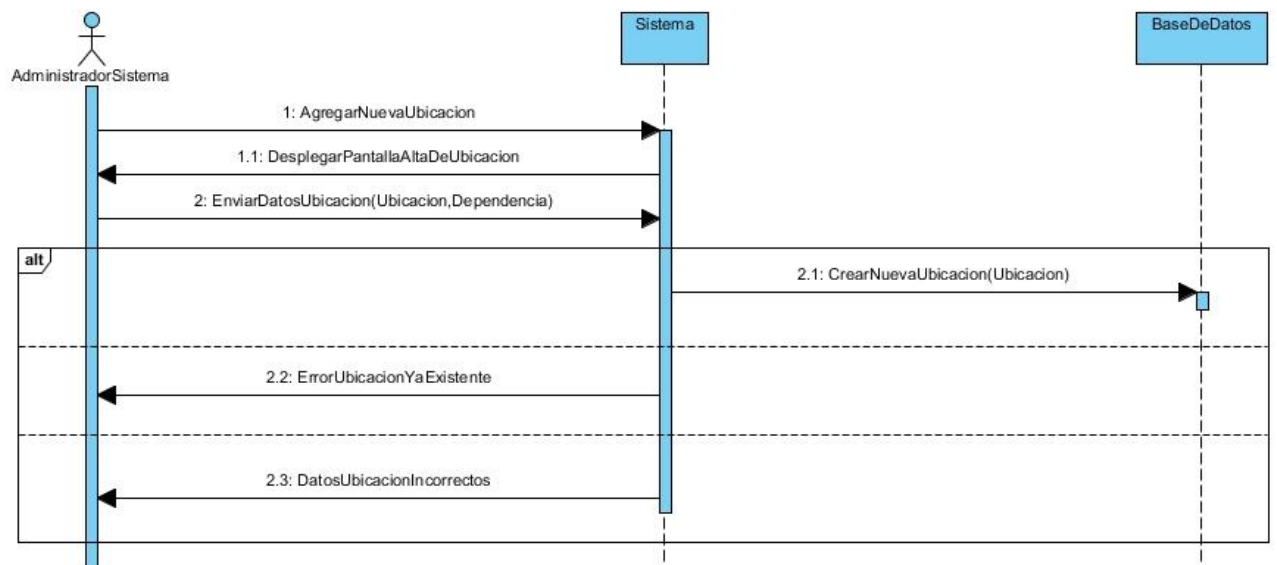 AdministradorSistema
Sistema
BaseDeDatos
1: AgregarNuevaUbicacion
1.1: DesplegarPantallaAltaDeUbicacion
2: EnviarDatosUbicacion(Ubicacion,Dependencia)
alt
2.1: CrearNuevaUbicacion(Ubicacion)
2.2: ErrorUbicacionYaExistente
2.3: DatosUbicacionIncorrectos